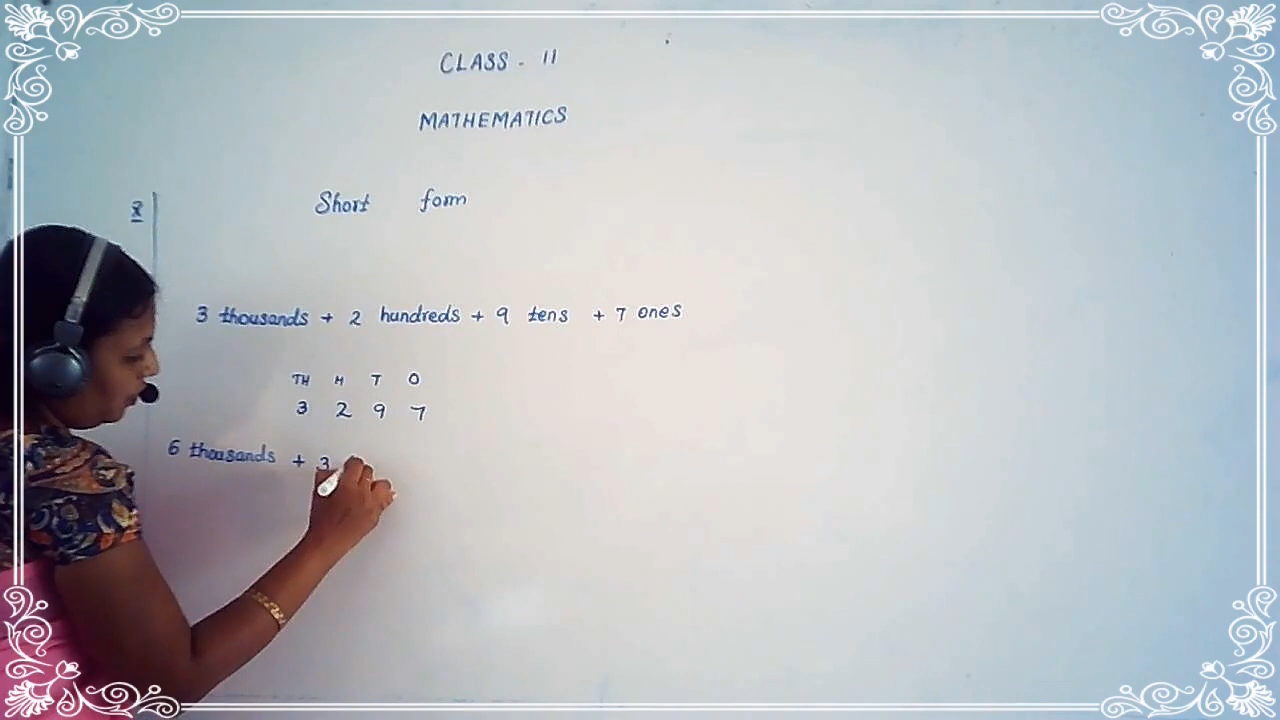 CLASS - II
MATHEMATICS
Short form
3 thousands + 2 hundreds + 9 tens + 7 ones
TH H T O
3 2 9 7
6 thousands + 3